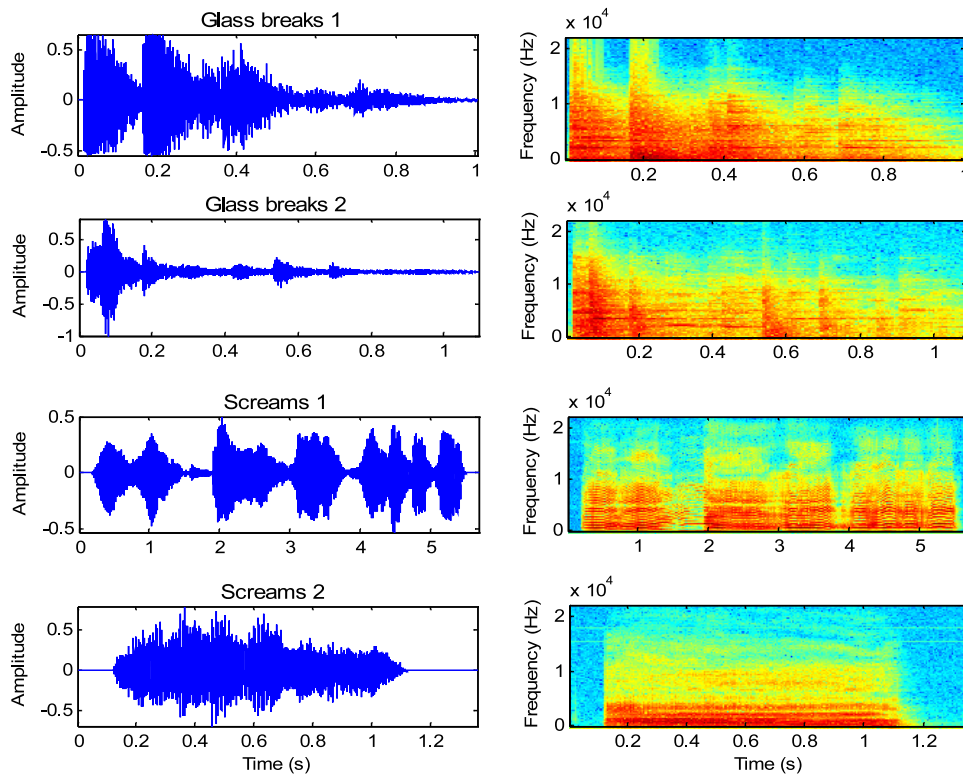 Glass breaks 1
Amplitude
0.5
0
-0.5
0 0.2 0.4 0.6 0.8 1
x 10^4
Frequency (Hz)
2
1
0
0.2 0.4 0.6 0.8 1
Glass breaks 2
Amplitude
0.5
0
-0.5
-1
0 0.2 0.4 0.6 0.8 1
x 10^4
Frequency (Hz)
2
1
0
0.2 0.4 0.6 0.8 1
Screams 1
Amplitude
0.5
0
-0.5
0 1 2 3 4 5
x 10^4
Frequency (Hz)
2
1
0
1 2 3 4 5
Screams 2
Amplitude
0.5
0
-0.5
0 0.2 0.4 0.6 0.8 1 1.2
Time (s)
x 10^4
Frequency (Hz)
2
1
0
0.2 0.4 0.6 0.8 1 1.2
Time (s)